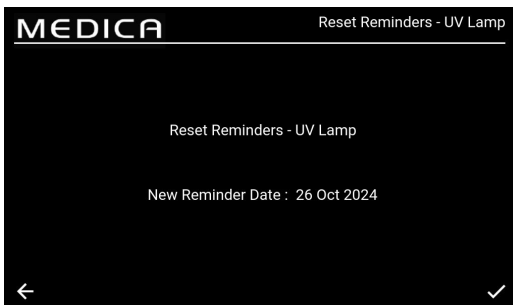 MEDICA
Reset Reminders - UV Lamp
Reset Reminders - UV Lamp
New Reminder Date : 26 Oct 2024